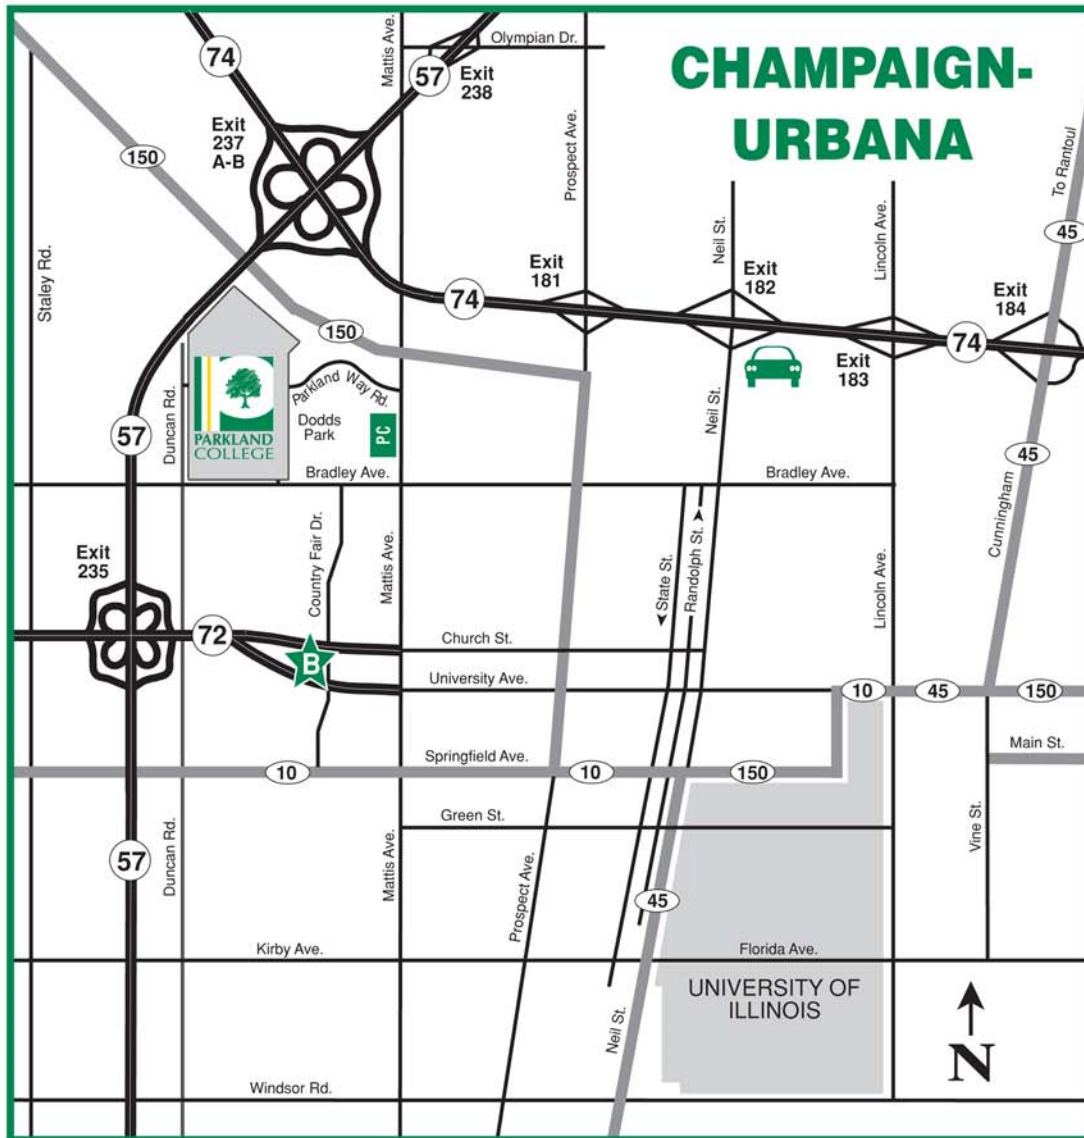 CHAMPAIGN-
URBANA
Mattis Ave.
Olympian Dr.
74
57
Exit
238
Exit
237
A-B
150
Prospect Ave.
To Rantoul
45
Neil St.
Lincoln Ave.
Staley Rd.
Exit
181
Exit
182
Exit
184
74
150
Exit
183
74
Duncan Rd.
PARKLAND
COLLEGE
Parkland Way Rd.
Dodds
Park
PC
Neil St.
57
45
Bradley Ave.
Bradley Ave.
Cunningham
Exit
235
Country Fair Dr.
Mattis Ave.
State St.
Randolph St.
Lincoln Ave.
72
B
Church St.
University Ave.
10
45
150
Springfield Ave.
Main St.
10
10
150
Green St.
57
Duncan Rd.
Mattis Ave.
Prospect Ave.
45
Vine St.
Kirby Ave.
Florida Ave.
UNIVERSITY OF
ILLINOIS
Neil St.
N
Windsor Rd.